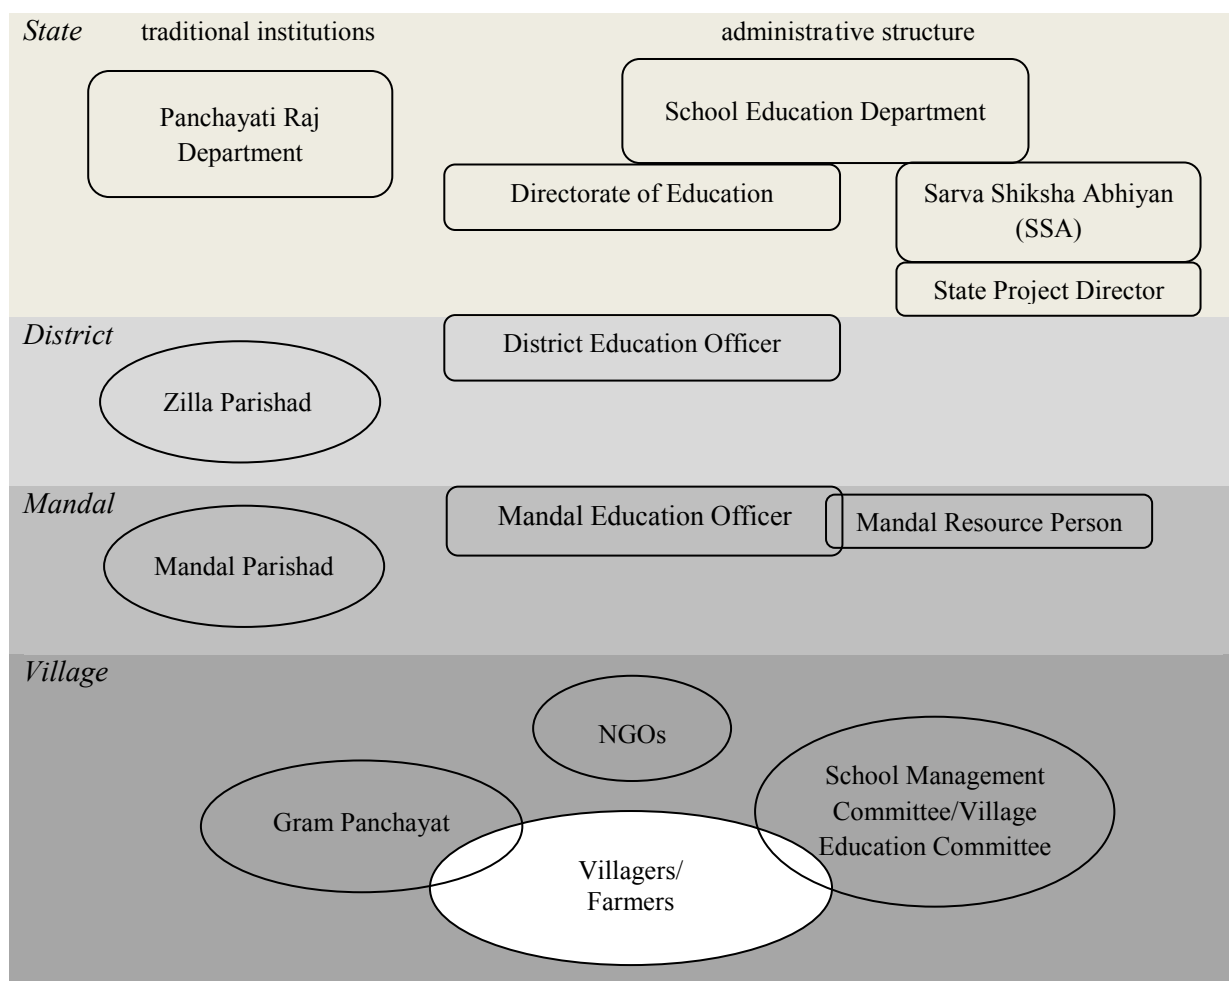 State
traditional institutions
administrative structure
Panchayati Raj
Department
School Education Department
Directorate of Education
Sarva Shiksha Abhiyan
(SSA)
State Project Director
District
District Education Officer
Zilla Parishad
Mandal
Mandal Education Officer
Mandal Resource Person
Mandal Parishad
Village
NGOs
School Management
Committee/Village
Education Committee
Gram Panchayat
Villagers/
Farmers